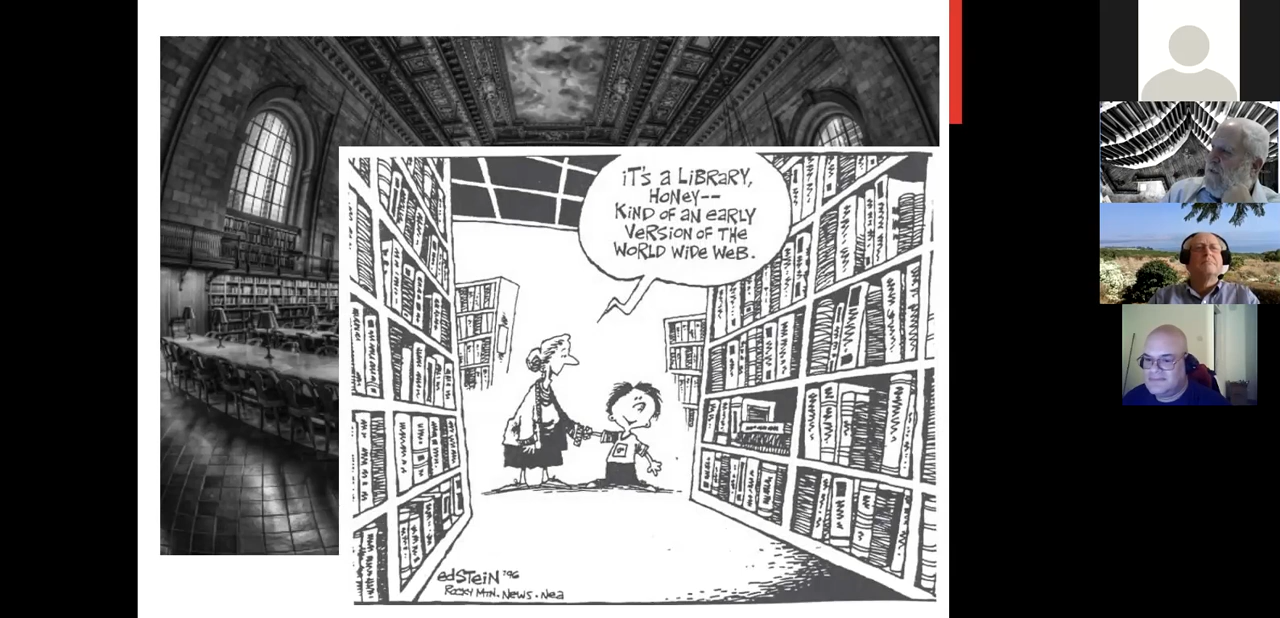 iT'S a LiBRaRY,
HONeY--
KiND OF aN eaRLY
VeRSiON OF THe
WORLD WiDe WeB.
edSTeiN '96
ROCKY MTN. NeWS · Nea